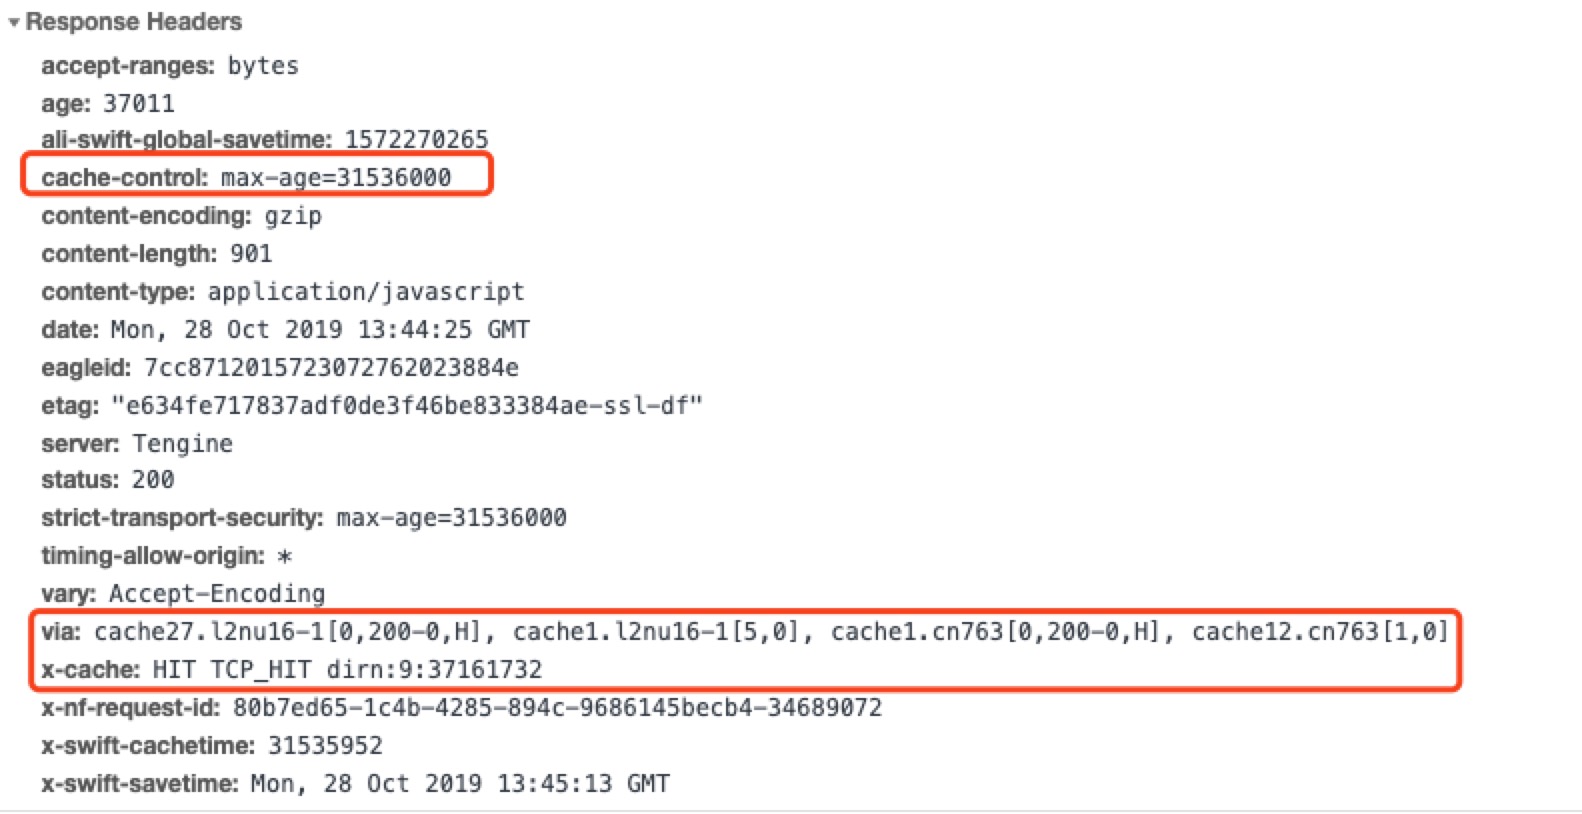 Response Headers
accept-ranges: bytes
age: 37011
ali-swift-global-savetime: 1572270265
cache-control: max-age=31536000
content-encoding: gzip
content-length: 901
content-type: application/javascript
date: Mon, 28 Oct 2019 13:44:25 GMT
eagleid: 7cc8712015723072762023884e
etag: "e634fe717837adf0de3f46be833384ae-ssl-df"
server: Tengine
status: 200
strict-transport-security: max-age=31536000
timing-allow-origin: *
vary: Accept-Encoding
via: cache27.l2nu16-1[0,200-0,H], cache1.l2nu16-1[5,0], cache1.cn763[0,200-0,H], cache12.cn763[1,0]
x-cache: HIT TCP_HIT dirn:9:37161732
x-nf-request-id: 80b7ed65-1c4b-4285-894c-9686145becb4-34689072
x-swift-cachetime: 31535952
x-swift-savetime: Mon, 28 Oct 2019 13:45:13 GMT